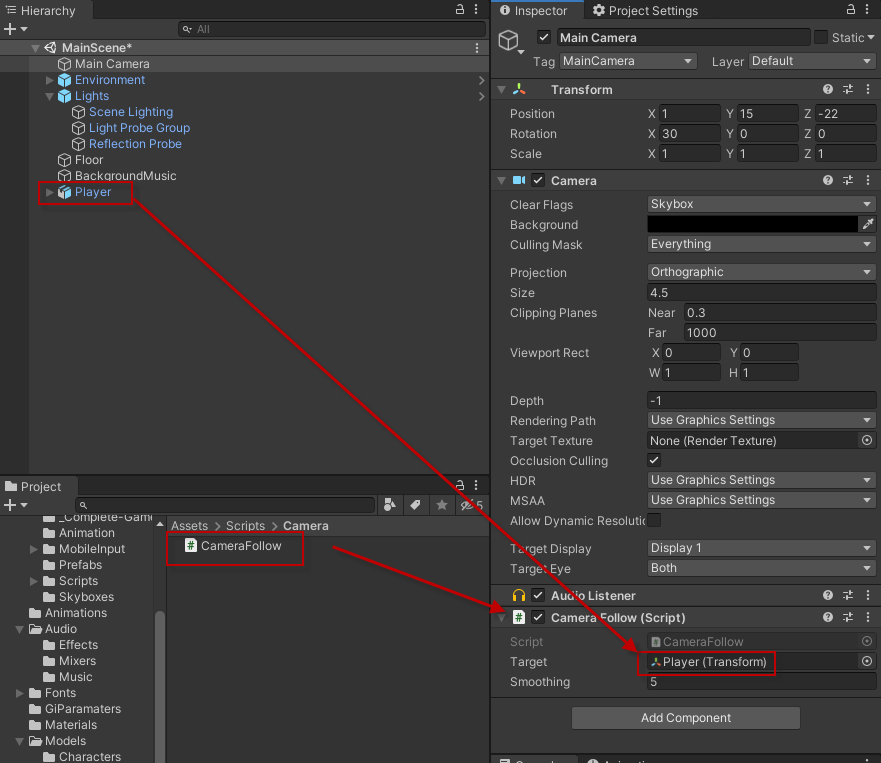 Hierarchy
All
MainScene*
Main Camera
Environment
Lights
Scene Lighting
Light Probe Group
Reflection Probe
Floor
BackgroundMusic
Player
Project
5
_Complete-Game
Animation
MobileInput
Prefabs
Scripts
Skyboxes
Animations
Audio
Effects
Mixers
Music
Fonts
GiParamaters
Materials
Models
Characters
Assets > Scripts > Camera
CameraFollow
Inspector Project Settings
Main Camera Static
Tag MainCamera Layer Default
Transform
Position X 1 Y 15 Z -22
Rotation X 30 Y 0 Z 0
Scale X 1 Y 1 Z 1
Camera
Clear Flags Skybox
Background
Culling Mask Everything
Projection Orthographic
Size 4.5
Clipping Planes Near 0.3
Far 1000
Viewport Rect X 0 Y 0
W 1 H 1
Depth -1
Rendering Path Use Graphics Settings
Target Texture None (Render Texture)
Occlusion Culling
HDR Use Graphics Settings
MSAA Use Graphics Settings
Allow Dynamic Resolutic
Target Display Display 1
Target Eye Both
Audio Listener
Camera Follow (Script)
Script CameraFollow
Target Player (Transform)
Smoothing 5
Add Component